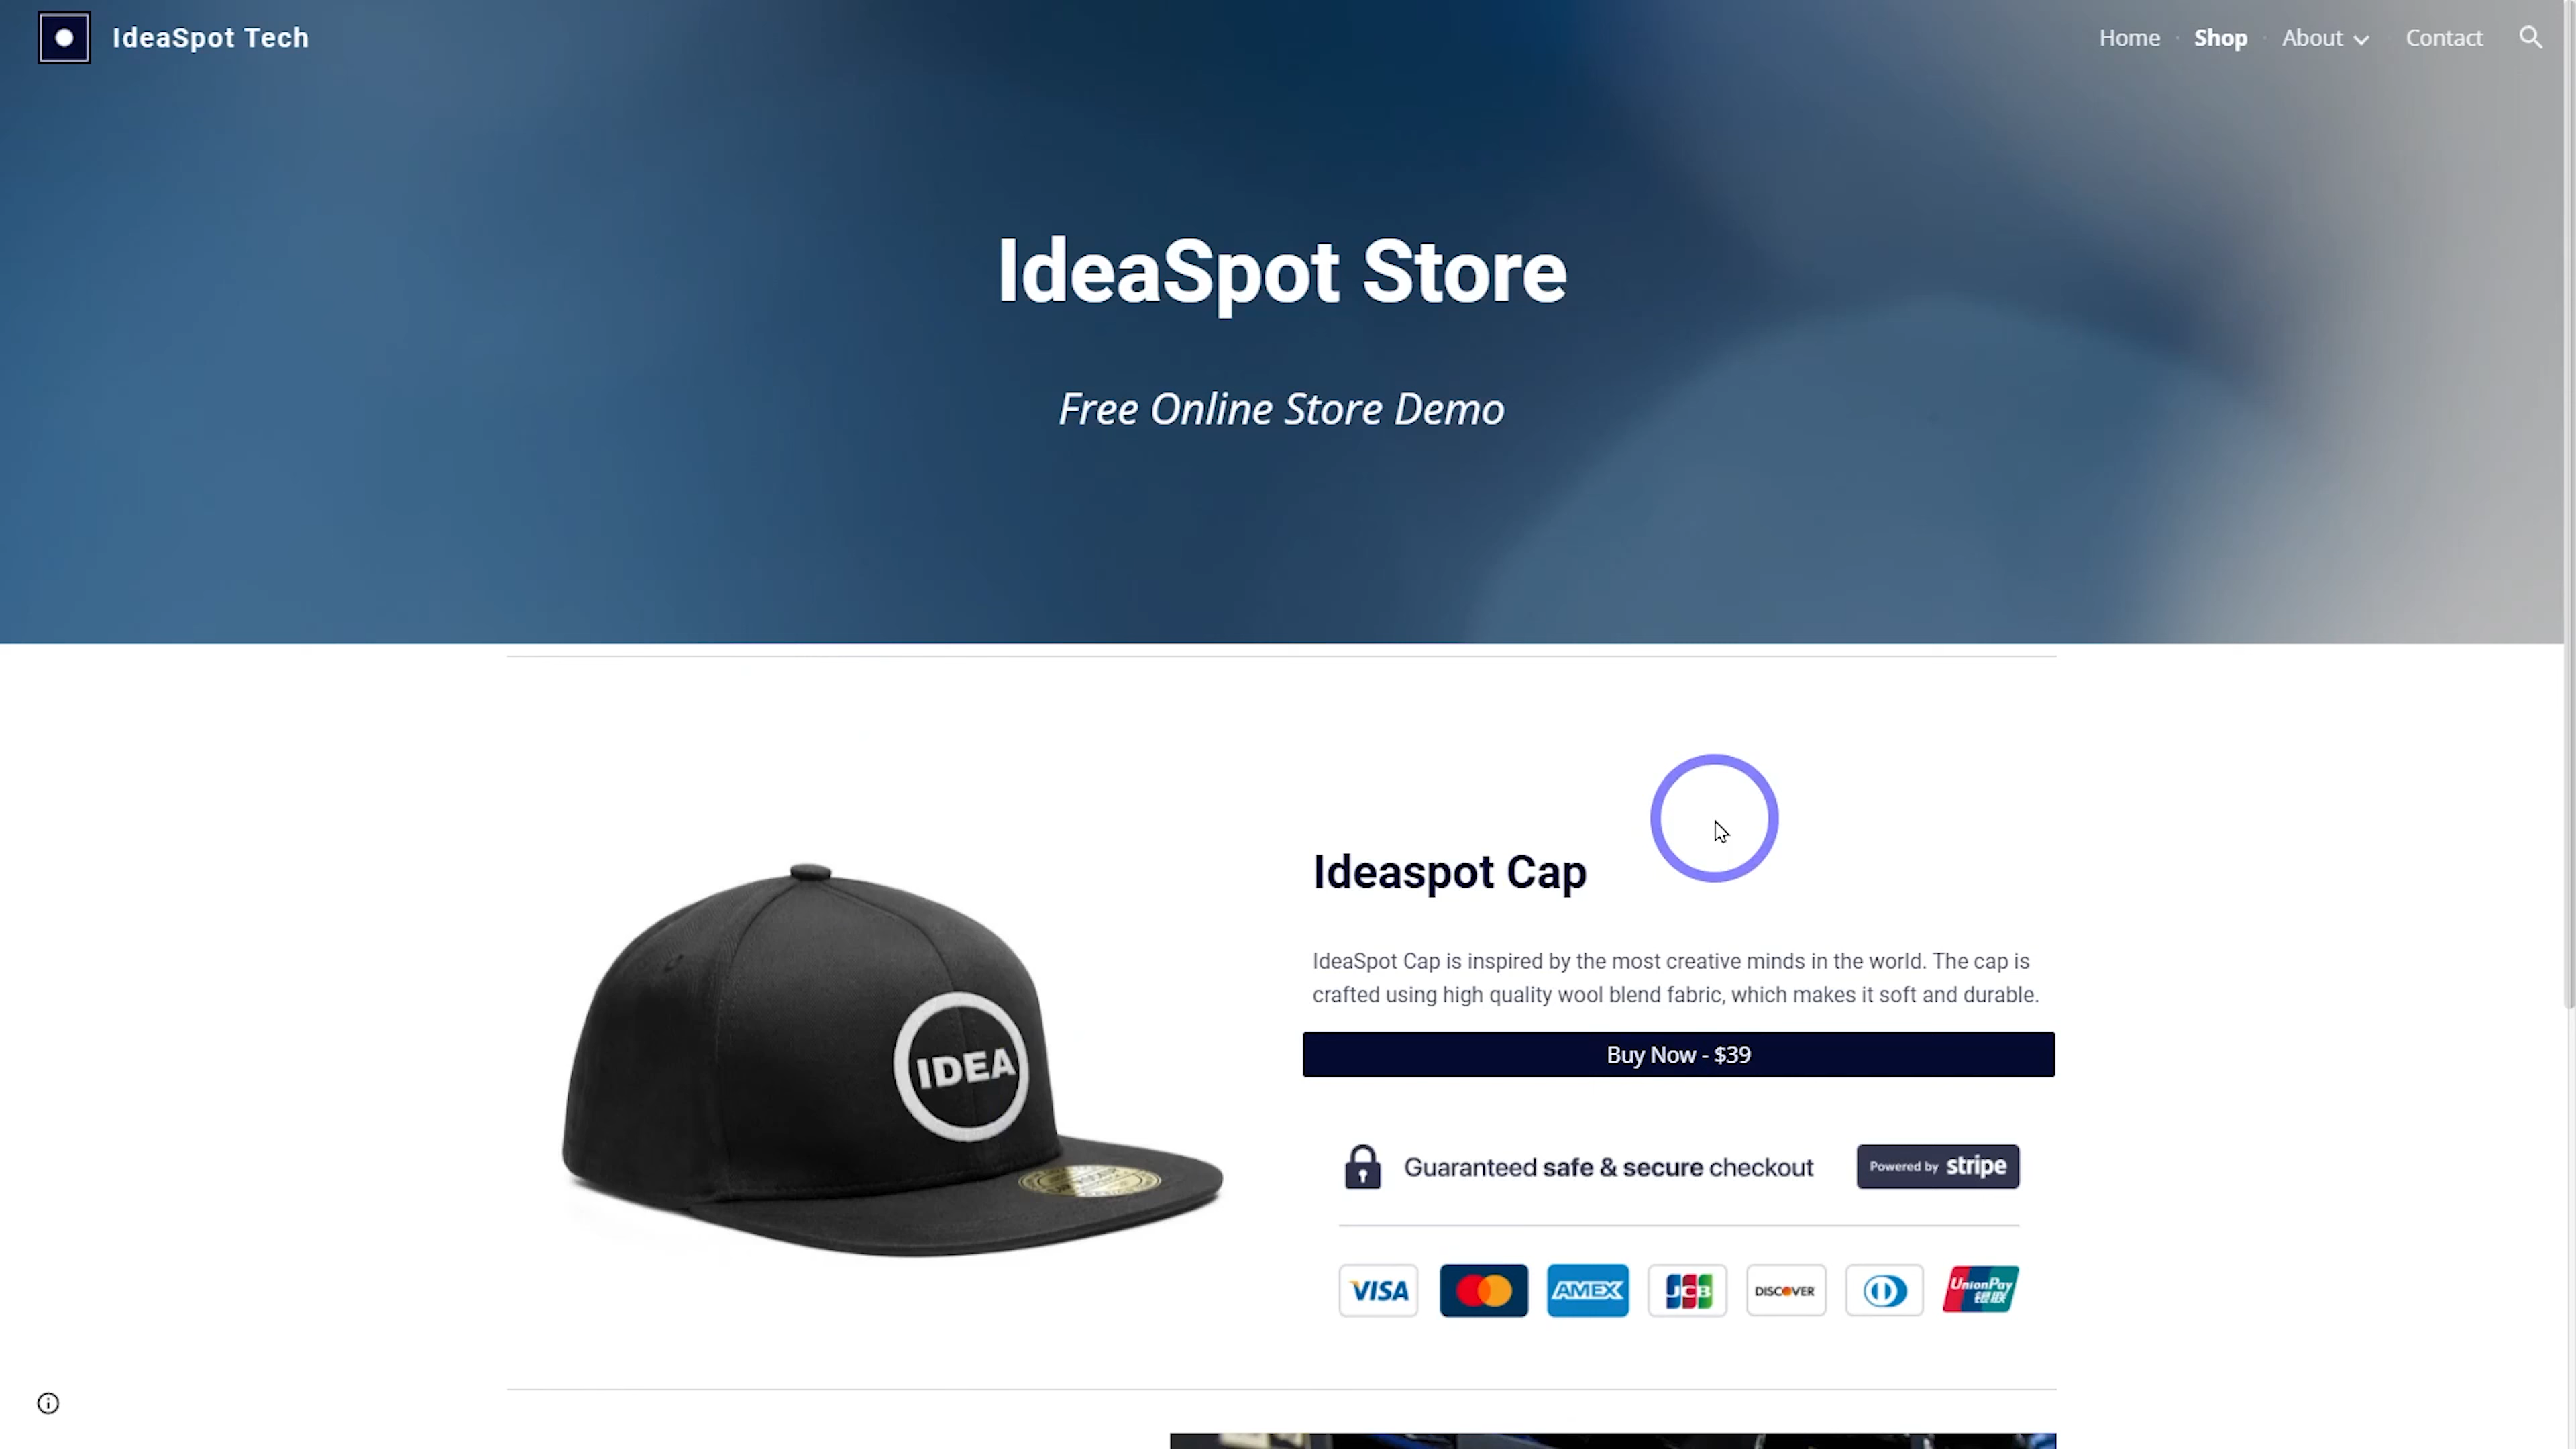 IdeaSpot Tech
Home
Shop
About
Contact
IdeaSpot Store
Free Online Store Demo
Ideaspot Cap
IdeaSpot Cap is inspired by the most creative minds in the world. The cap is
crafted using high quality wool blend fabric, which makes it soft and durable.
IDEA
Buy Now - $39
Guaranteed safe & secure checkout
Powered by stripe
VISA
AMEX
JCB
DISCOVER
UnionPay
银联